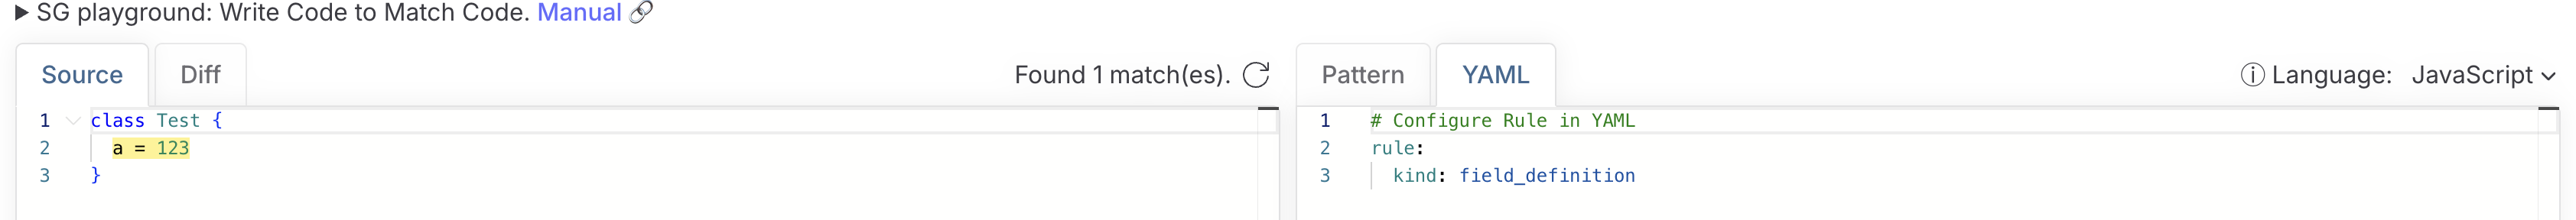 ▶ SG playground: Write Code to Match Code. Manual 🔗
Source Diff Found 1 match(es).
1 class Test {
2 a = 123
3 }
Pattern YAML ⓘ Language: JavaScript
1 # Configure Rule in YAML
2 rule:
3 kind: field_definition